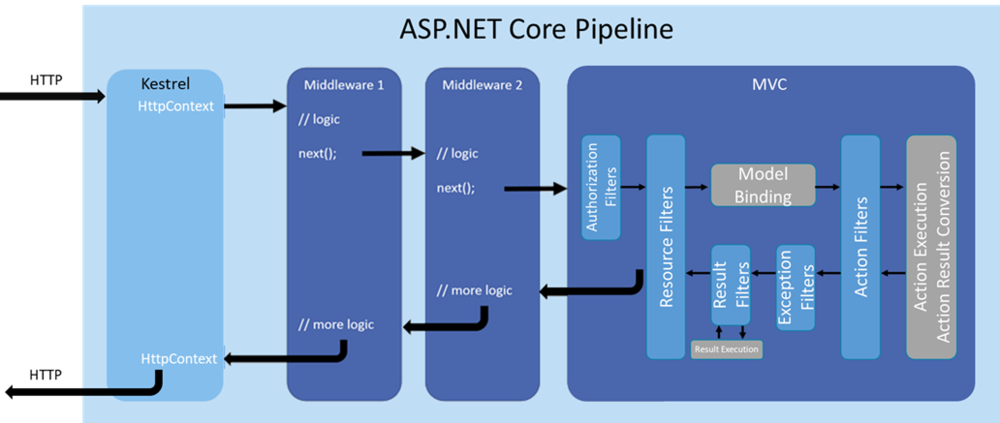 ASP.NET Core Pipeline
HTTP
Kestrel
HttpContext
Middleware 1
// logic
next();
// more logic
Middleware 2
// logic
next();
// more logic
MVC
Authorization
Filters
Resource Filters
Model
Binding
Action Filters
Action Execution
Action Result Conversion
Exception
Filters
Result
Filters
Result Execution
HttpContext
HTTP